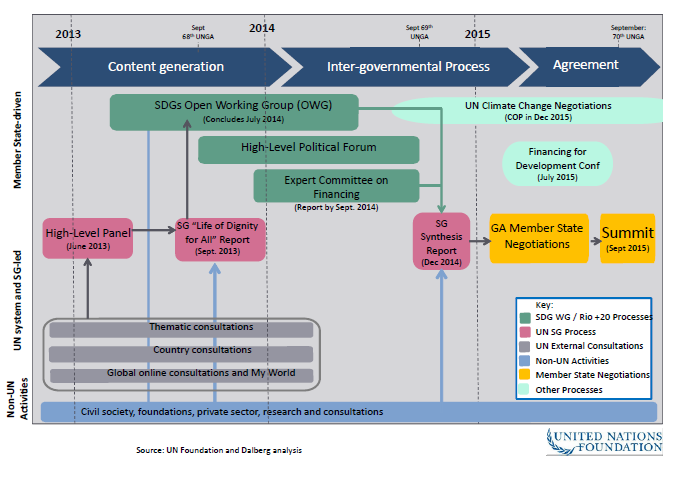 2013
Sept
68th UNGA
2014
Sept 69th
UNGA
2015
September:
70th UNGA
Content generation
Inter-governmental Process
Agreement
Member State-driven
SDGs Open Working Group (OWG)
(Concludes July 2014)
UN Climate Change Negotiations
(COP in Dec 2015)
High-Level Political Forum
Financing for
Development Conf
(July 2015)
Expert Committee on
Financing
(Report by Sept. 2014)
UN system and SG-led
High-Level Panel
(June 2013)
SG “Life of Dignity
for All” Report
(Sept. 2013)
SG
Synthesis
Report
(Dec 2014)
GA Member State
Negotiations
Summit
(Sept 2015)
Thematic consultations
Country consultations
Global online consultations and My World
Key:
SDG WG / Rio +20 Processes
UN SG Process
UN External Consultations
Non-UN Activities
Member State Negotiations
Other Processes
Non-UN
Activities
Civil society, foundations, private sector, research and consultations
Source: UN Foundation and Dalberg analysis
UNITED NATIONS
FOUNDATION